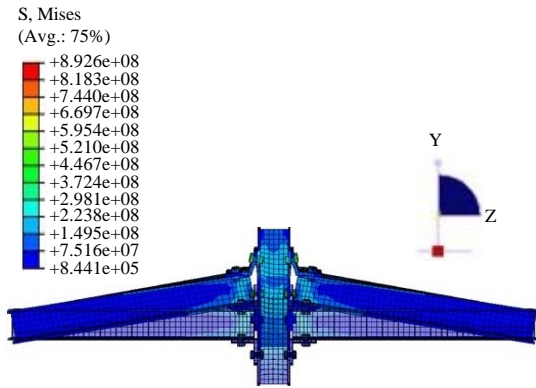 S, Mises
(Avg.: 75%)
+8.926e+08
+8.183e+08
+7.440e+08
+6.697e+08
+5.954e+08
+5.210e+08
+4.467e+08
+3.724e+08
+2.981e+08
+2.238e+08
+1.495e+08
+7.516e+07
+8.441e+05
Y
Z